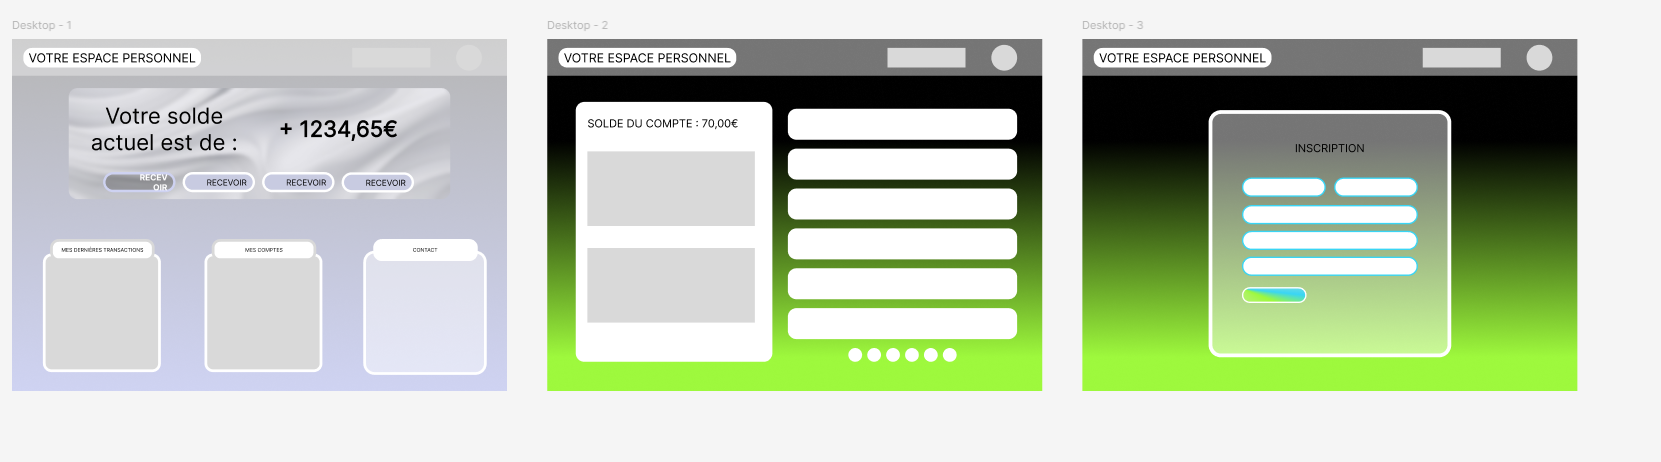 Desktop - 1
VOTRE ESPACE PERSONNEL
Votre solde
actuel est de :
+ 1234,65€
RECEV
OIR
RECEVOIR
RECEVOIR
RECEVOIR
MES DERNIÈRES TRANSACTIONS
MES COMPTES
CONTACT
Desktop - 2
VOTRE ESPACE PERSONNEL
SOLDE DU COMPTE : 70,00€
Desktop - 3
VOTRE ESPACE PERSONNEL
INSCRIPTION